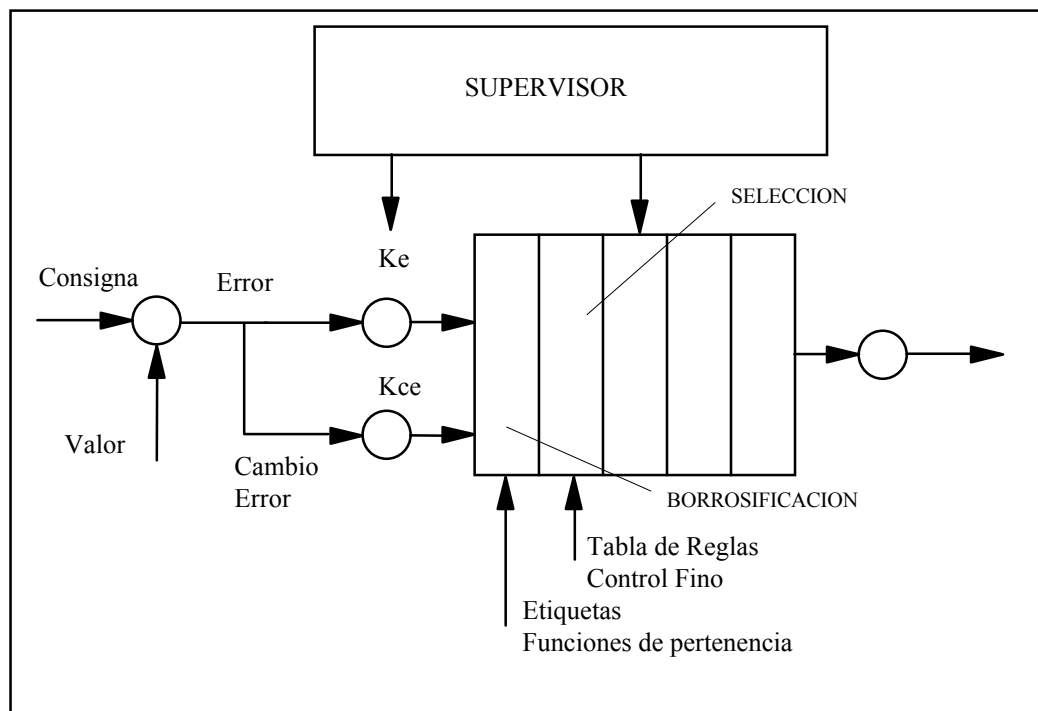 SUPERVISOR
SELECCION
Ke
Consigna
Error
Kce
Valor
Cambio
Error
BORROSIFICACION
Tabla de Reglas
Control Fino
Etiquetas
Funciones de pertenencia